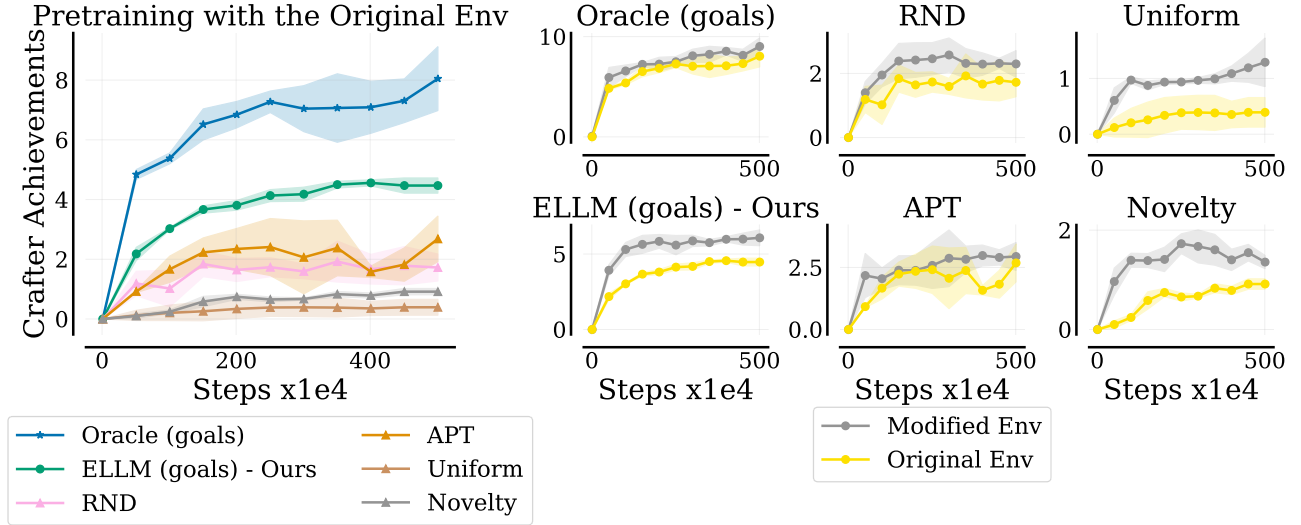 Pretraining with the Original Env
Crafter Achievements
8
6
4
2
0
0 200 400
Steps x1e4
Oracle (goals)
ELLM (goals) - Ours
RND
APT
Uniform
Novelty
Oracle (goals)
10
0
0 500
RND
2
0
0 500
Uniform
1
0
0 500
ELLM (goals) - Ours
5
0
0 500
Steps x1e4
APT
2.5
0.0
0 500
Steps x1e4
Novelty
2
0
0 500
Steps x1e4
Modified Env
Original Env